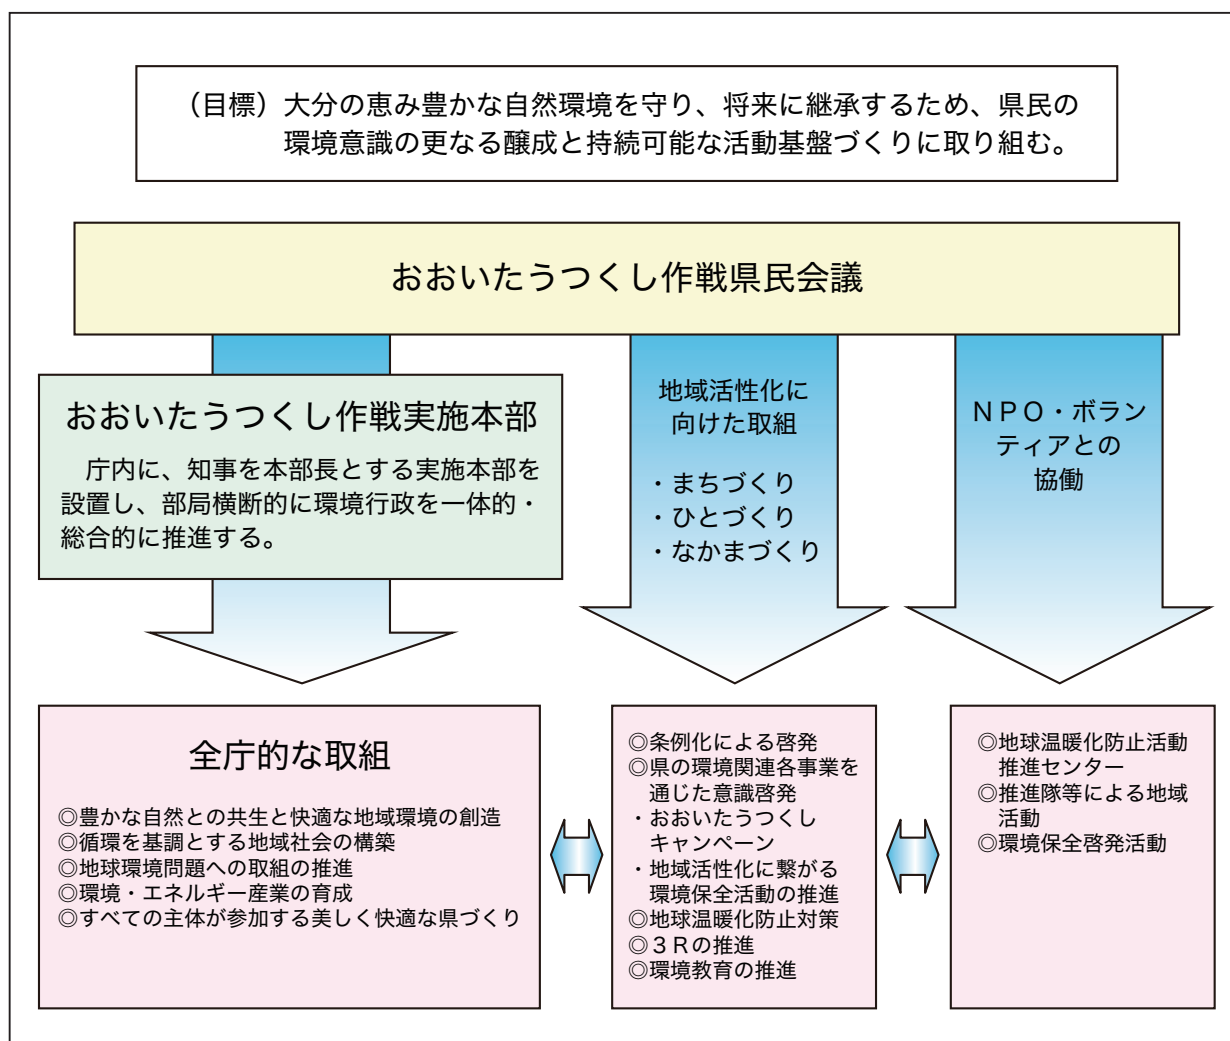 （目標）大分の恵み豊かな自然環境を守り、将来に継承するため、県民の
環境意識の更なる醸成と持続可能な活動基盤づくりに取り組む。
おおいたうつくし作戦県民会議
おおいたうつくし作戦実施本部
庁内に、知事を本部長とする実施本部を
設置し、部局横断的に環境行政を一体的・
総合的に推進する。
地域活性化に
向けた取組
・まちづくり
・ひとづくり
・なかまづくり
ＮＰＯ・ボラン
ティアとの
協働
全庁的な取組
◎豊かな自然との共生と快適な地域環境の創造
◎循環を基調とする地域社会の構築
◎地球環境問題への取組の推進
◎環境・エネルギー産業の育成
◎すべての主体が参加する美しく快適な県づくり
◎条例化による啓発
◎県の環境関連各事業を
通じた意識啓発
・おおいたうつくし
キャンペーン
・地域活性化に繋がる
環境保全活動の推進
◎地球温暖化防止対策
◎３Ｒの推進
◎環境教育の推進
◎地球温暖化防止活動
推進センター
◎推進隊等による地域
活動
◎環境保全啓発活動